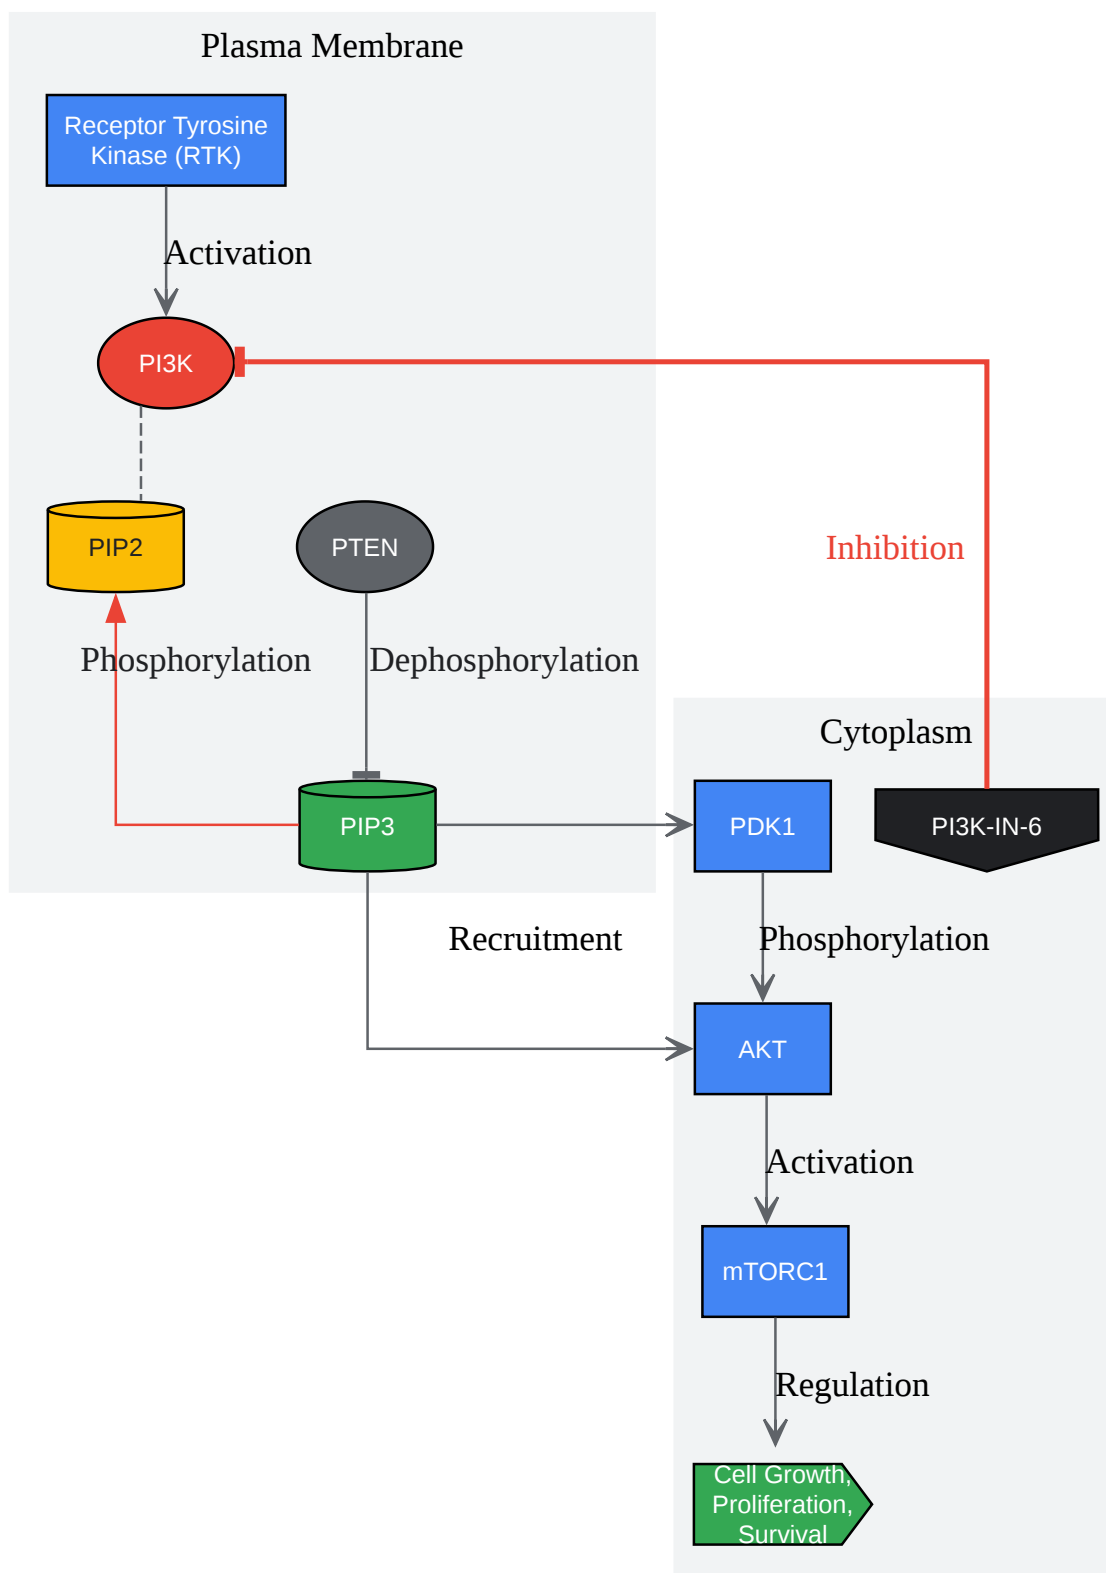 Plasma Membrane
Receptor Tyrosine
Kinase (RTK)
Activation
PI3K
PIP2
PTEN
Inhibition
Phosphorylation
Dephosphorylation
Cytoplasm
PIP3
PDK1
PI3K-IN-6
Recruitment
Phosphorylation
AKT
Activation
mTORC1
Regulation
Cell Growth,
Proliferation,
Survival